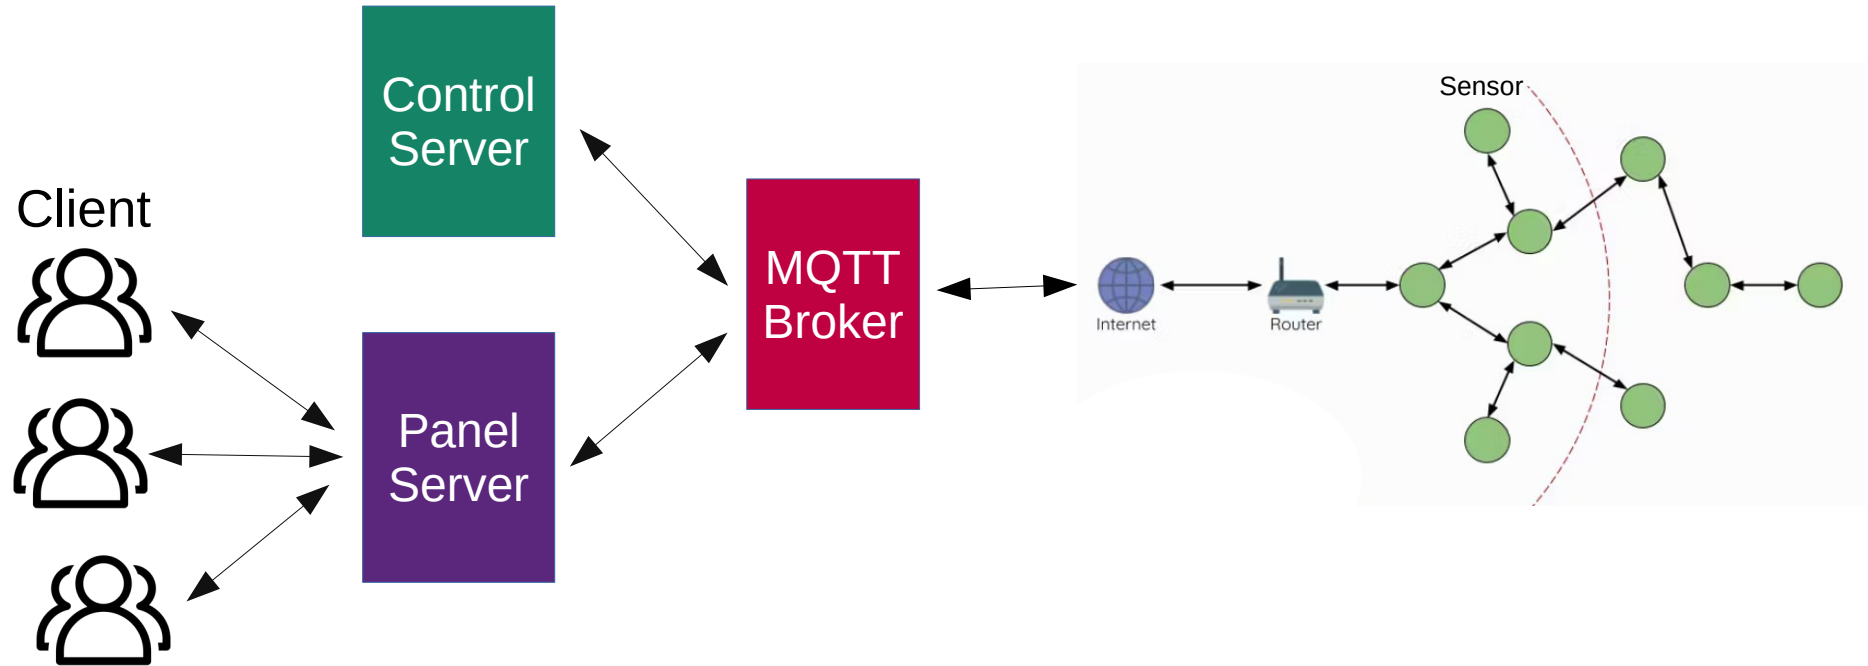 Client
Control
Server
Panel
Server
MQTT
Broker
Internet
Router
Sensor